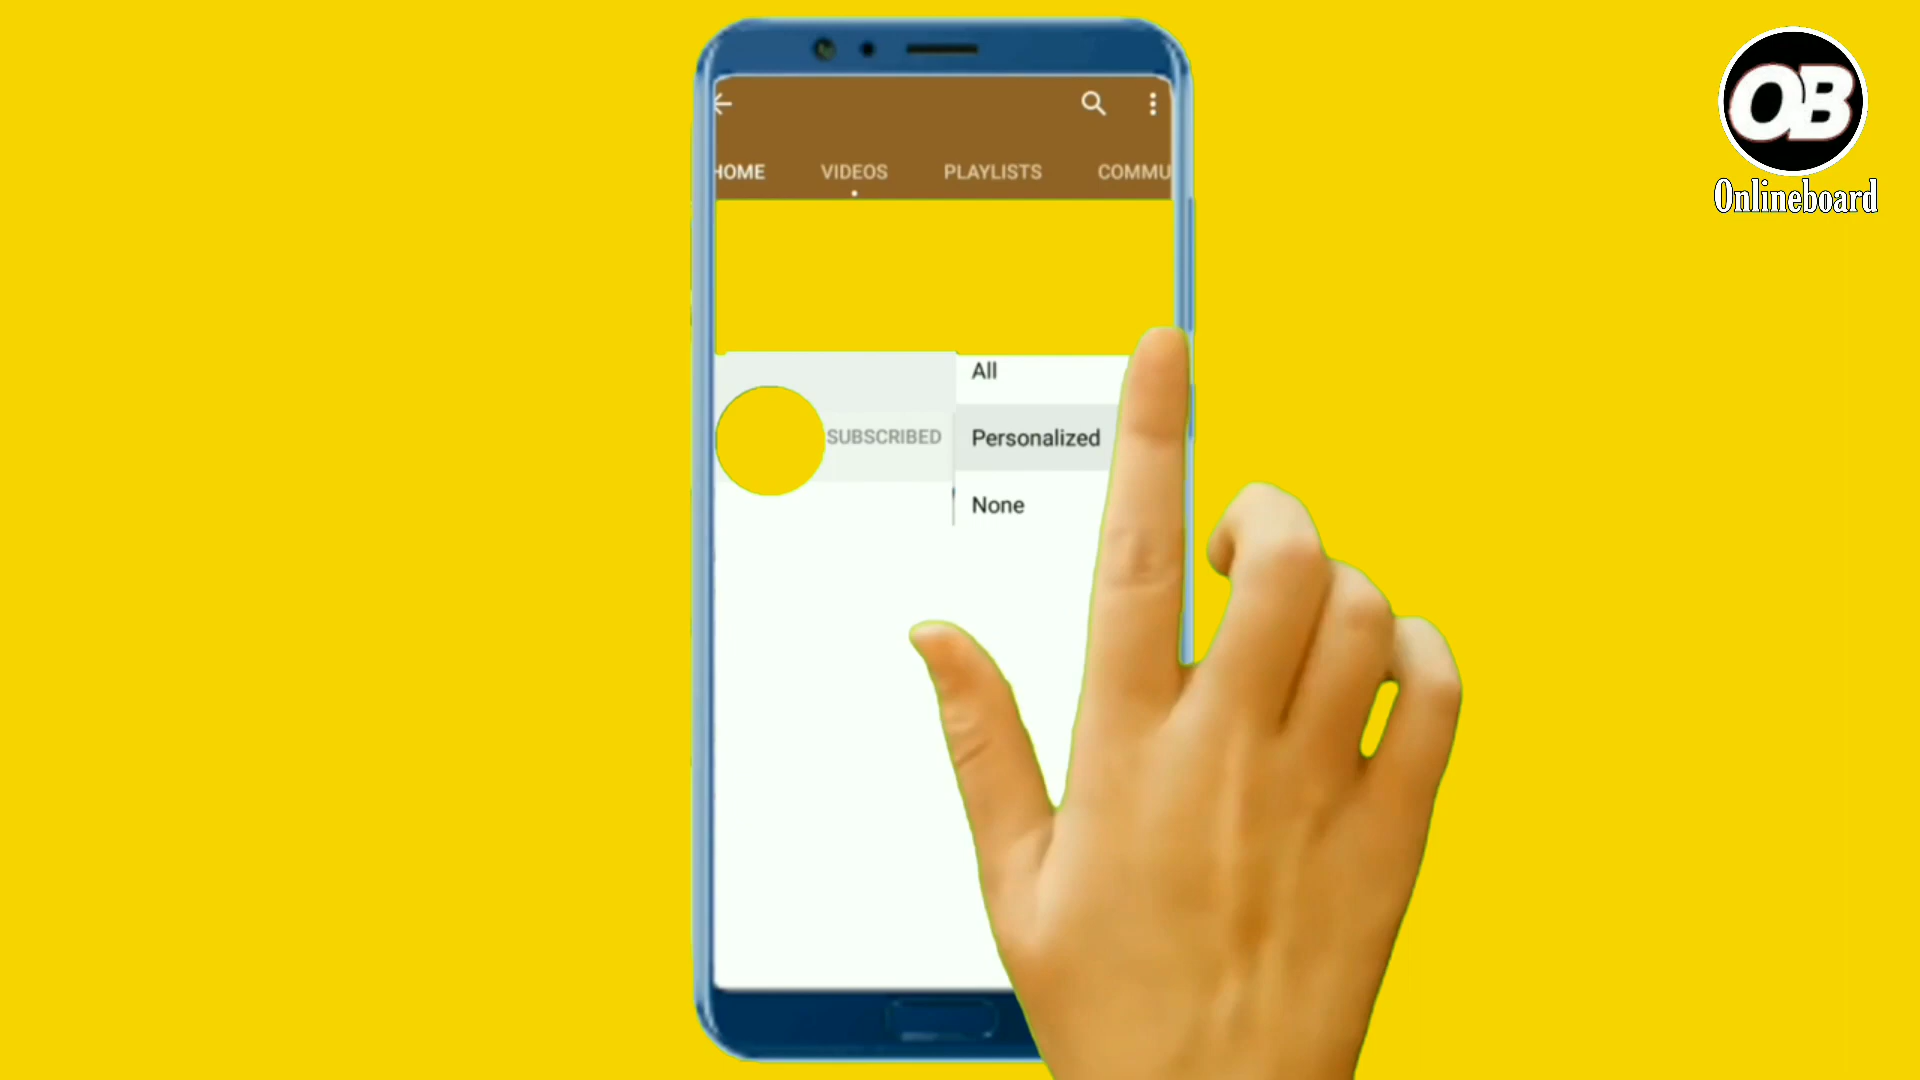 OB
Onlineboard
HOME VIDEOS PLAYLISTS COMMU
All
SUBSCRIBED Personalized
None